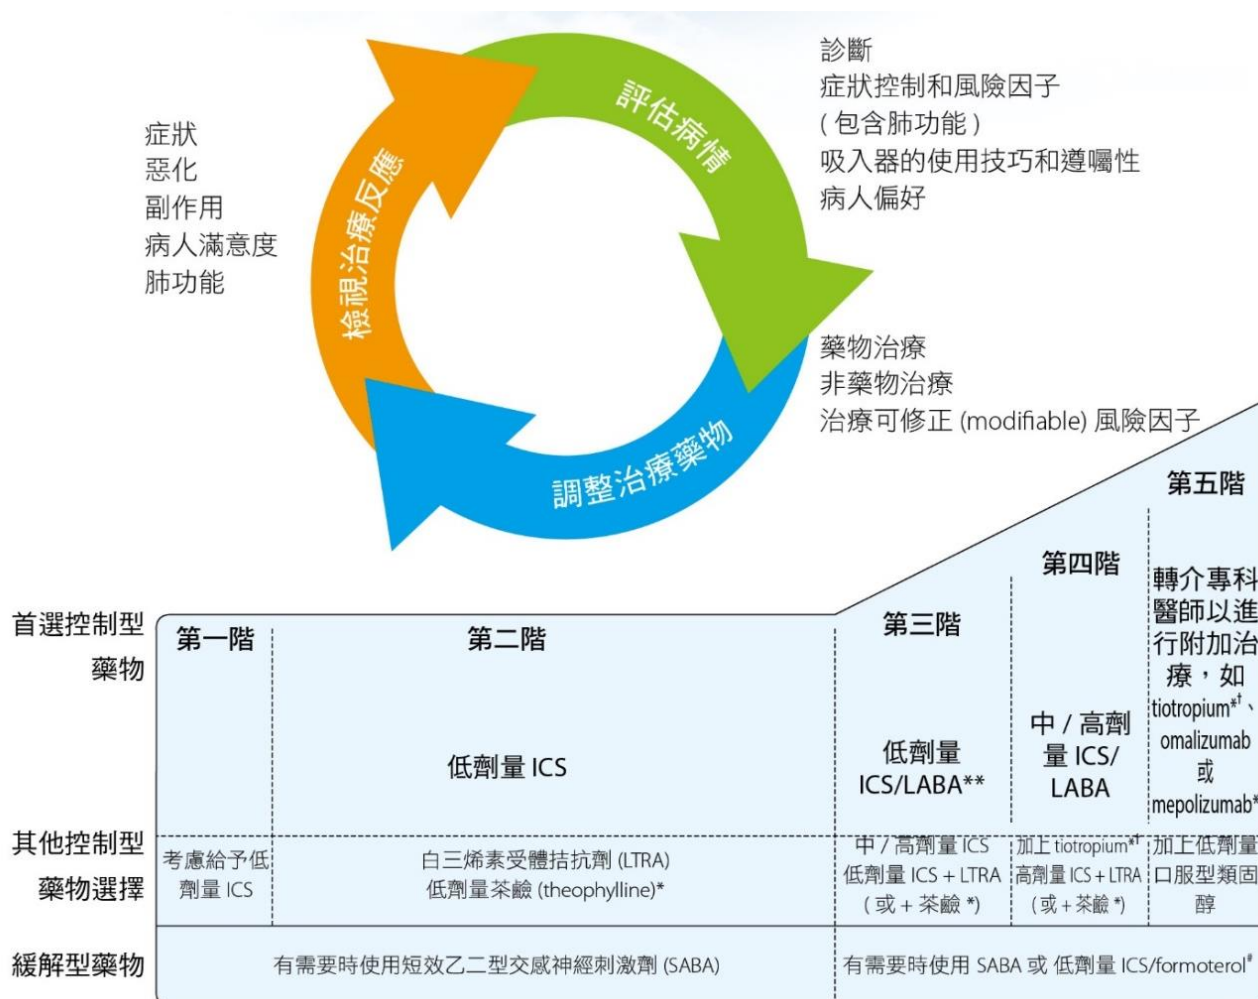 診斷
症狀控制和風險因子
( 包含肺功能 )
吸入器的使用技巧和遵囑性
病人偏好
評估病情
症狀
惡化
副作用
病人滿意度
肺功能
檢視治療反應
藥物治療
非藥物治療
治療可修正 (modifiable) 風險因子
調整治療藥物
首選控制型
藥物
第一階
第二階
低劑量 ICS
第三階
低劑量
ICS/LABA**
第四階
中 / 高劑
量 ICS/
LABA
第五階
轉介專科
醫師以進
行附加治
療，如
tiotropium*†、
omalizumab
或
mepolizumab*
其他控制型
藥物選擇
考慮給予低
劑量 ICS
白三烯素受體拮抗劑 (LTRA)
低劑量茶鹼 (theophylline)*
中 / 高劑量 ICS
低劑量 ICS + LTRA
( 或 + 茶鹼 *)
加上 tiotropium*†
高劑量 ICS + LTRA
( 或 + 茶鹼 *)
加上低劑量
口服型類固
醇
緩解型藥物
有需要時使用短效乙二型交感神經刺激劑 (SABA)
有需要時使用 SABA 或 低劑量 ICS/formoterol#